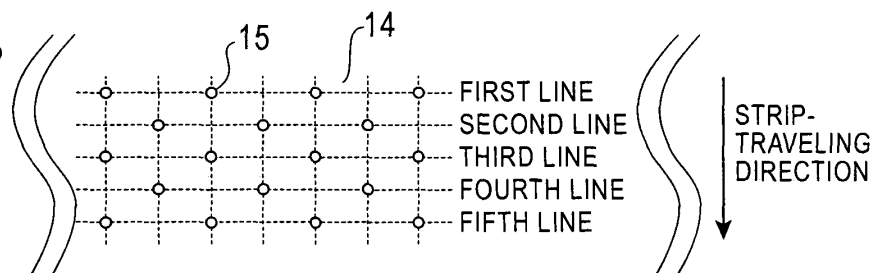 15
14
FIRST LINE
SECOND LINE
THIRD LINE
FOURTH LINE
FIFTH LINE
STRIP-
TRAVELING
DIRECTION